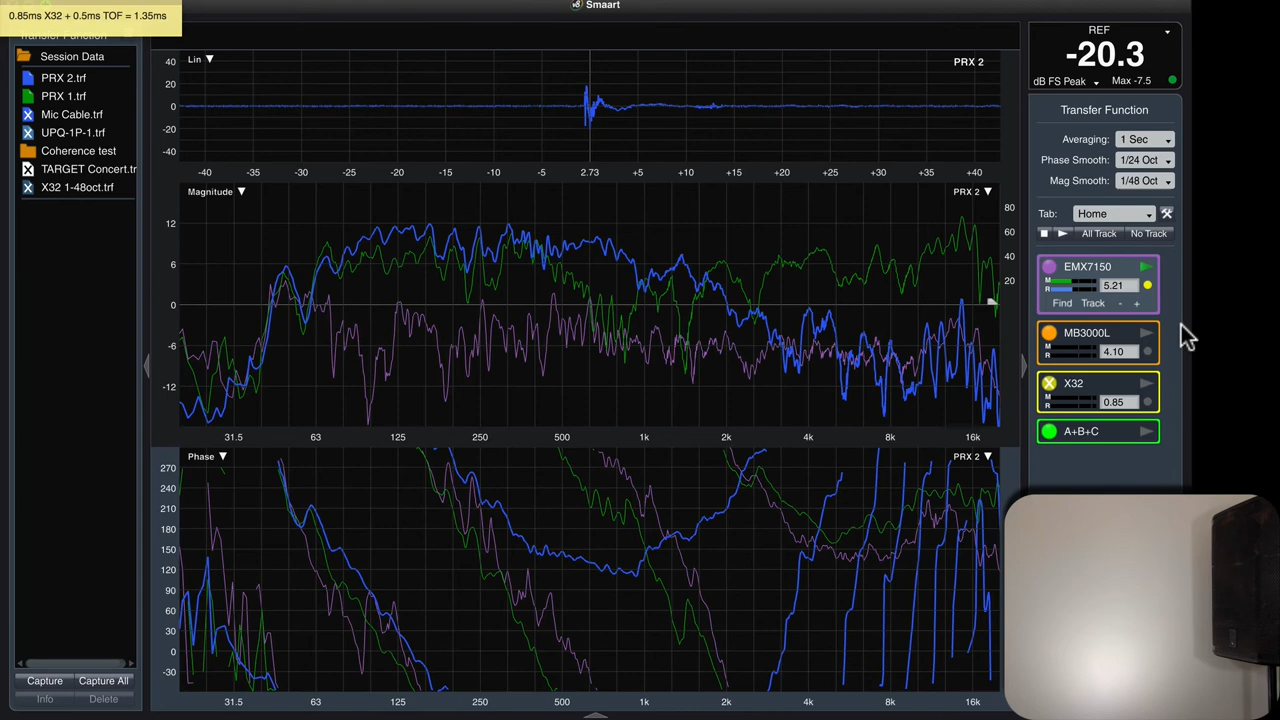 Smaart
0.85ms X32 + 0.5ms TOF = 1.35ms
Transfer Function
Session Data
PRX 2.trf
PRX 1.trf
Mic Cable.trf
UPQ-1P-1.trf
Coherence test
TARGET Concert.tr
X32 1-48oct.trf
Capture Capture All
Info Delete
Lin PRX 2
40
20
0
-20
-40
-40 -35 -30 -25 -20 -15 -10 -5 2.73 +5 +10 +15 +20 +25 +30 +35 +40
Magnitude PRX 2
12
6
0
-6
-12
80
60
40
20
31.5 63 125 250 500 1k 2k 4k 8k 16k
Phase PRX 2
270
240
210
180
150
120
90
60
30
0
-30
31.5 63 125 250 500 1k 2k 4k 8k 16k
REF
-20.3
dB FS Peak Max -7.5
Transfer Function
Averaging: 1 Sec
Phase Smooth: 1/24 Oct
Mag Smooth: 1/48 Oct
Tab: Home
All Track No Track
EMX7150
M
R 5.21
Find Track - +
MB3000L
M
R 4.10
X32
M
R 0.85
A+B+C